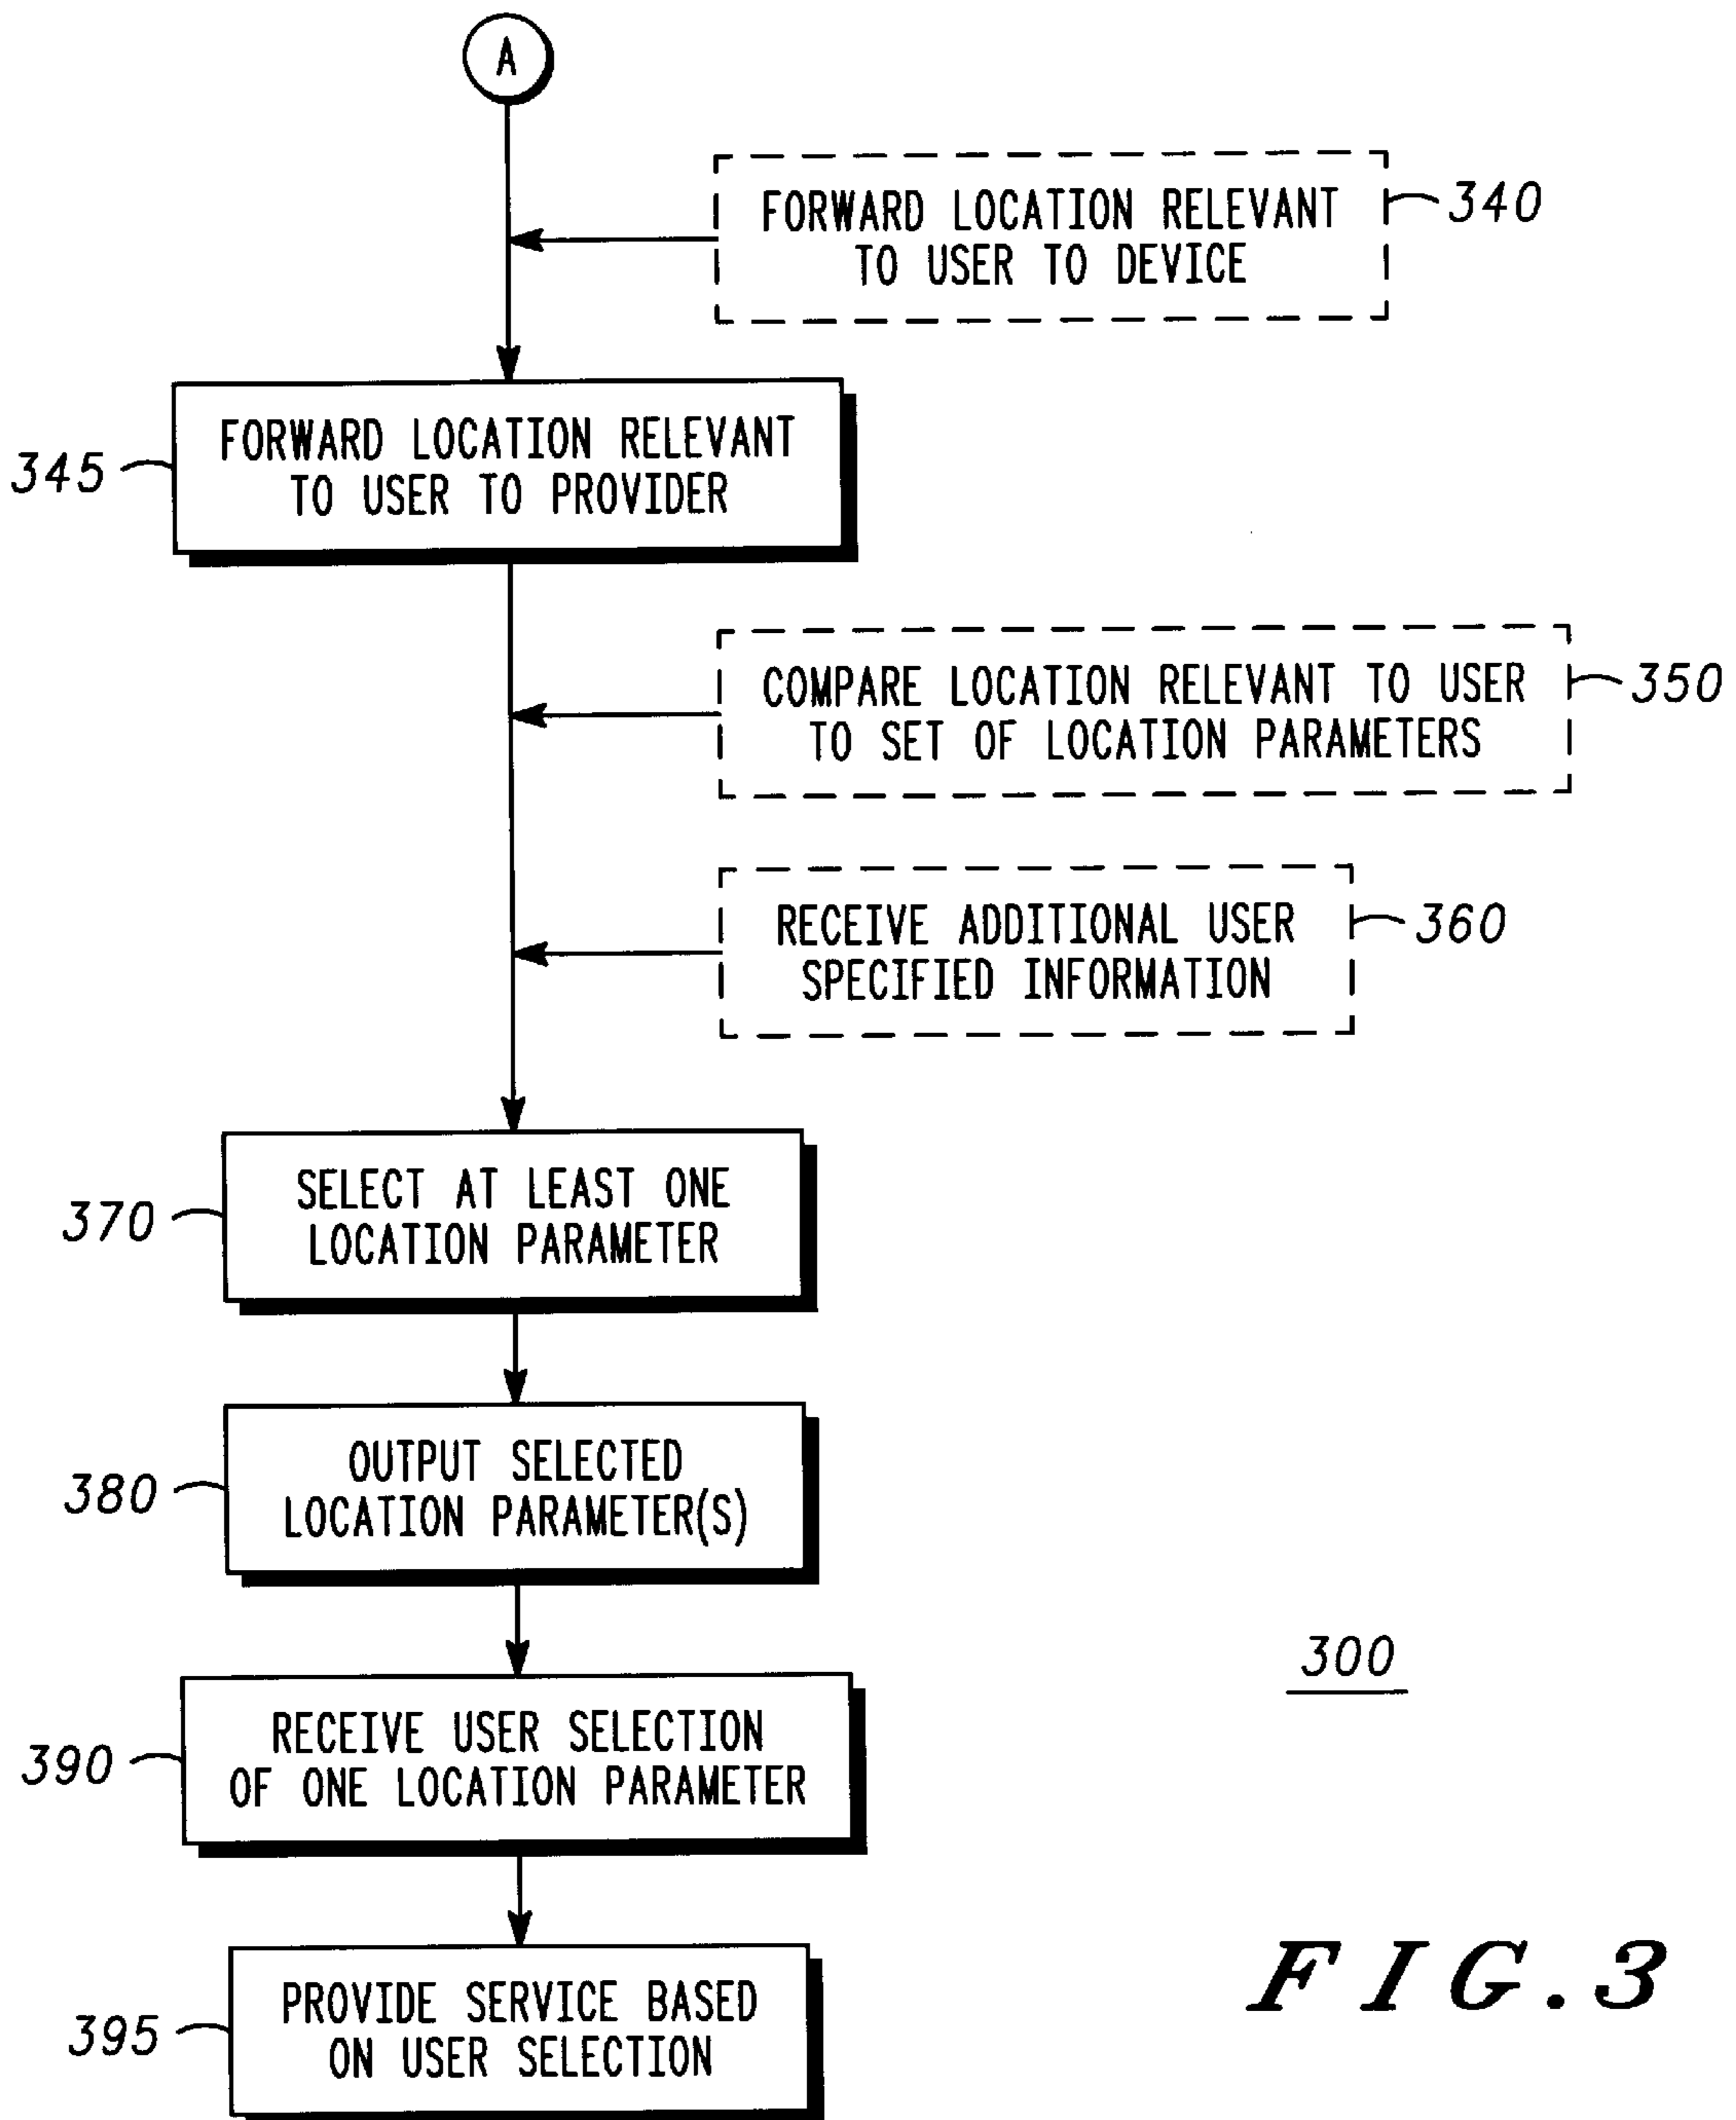 A
FORWARD LOCATION RELEVANT
TO USER TO DEVICE
340
FORWARD LOCATION RELEVANT
TO USER TO PROVIDER
345
COMPARE LOCATION RELEVANT TO USER
TO SET OF LOCATION PARAMETERS
350
RECEIVE ADDITIONAL USER
SPECIFIED INFORMATION
360
SELECT AT LEAST ONE
LOCATION PARAMETER
370
OUTPUT SELECTED
LOCATION PARAMETER(S)
380
RECEIVE USER SELECTION
OF ONE LOCATION PARAMETER
390
300
PROVIDE SERVICE BASED
ON USER SELECTION
395
FIG.3